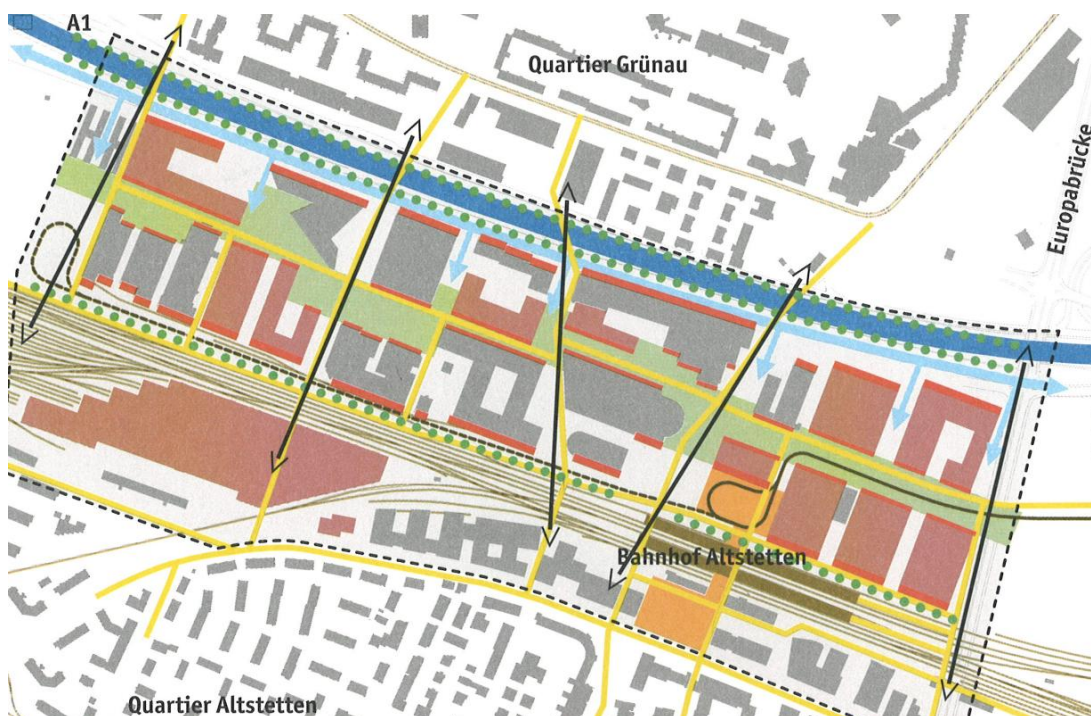 A1
Quartier Grünau
Europabrücke
Bahnhof Altstetten
Quartier Altstetten